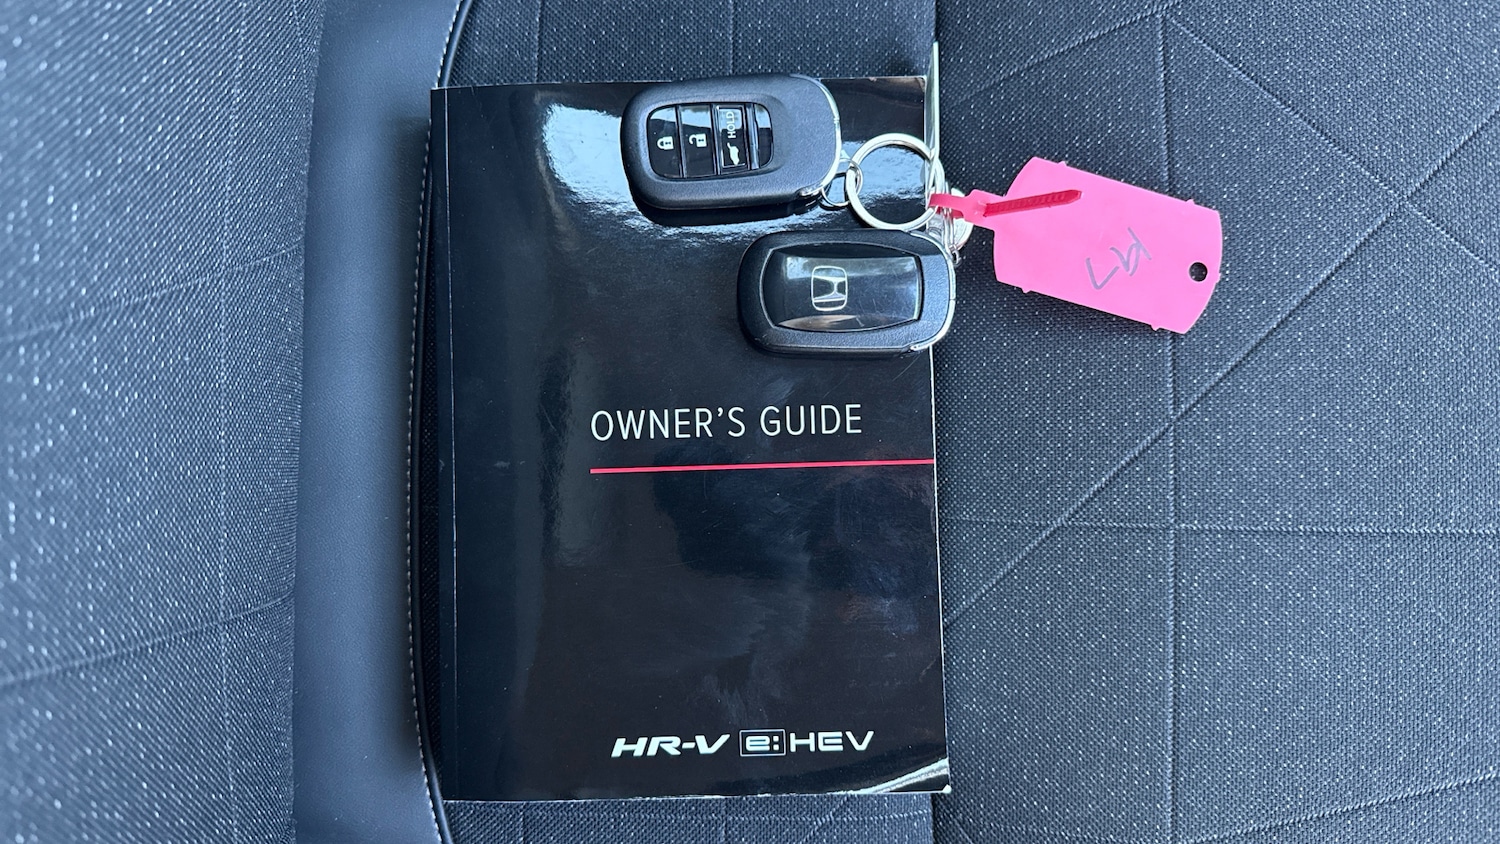 HOLD
OWNER'S GUIDE
HR-V e:HEV